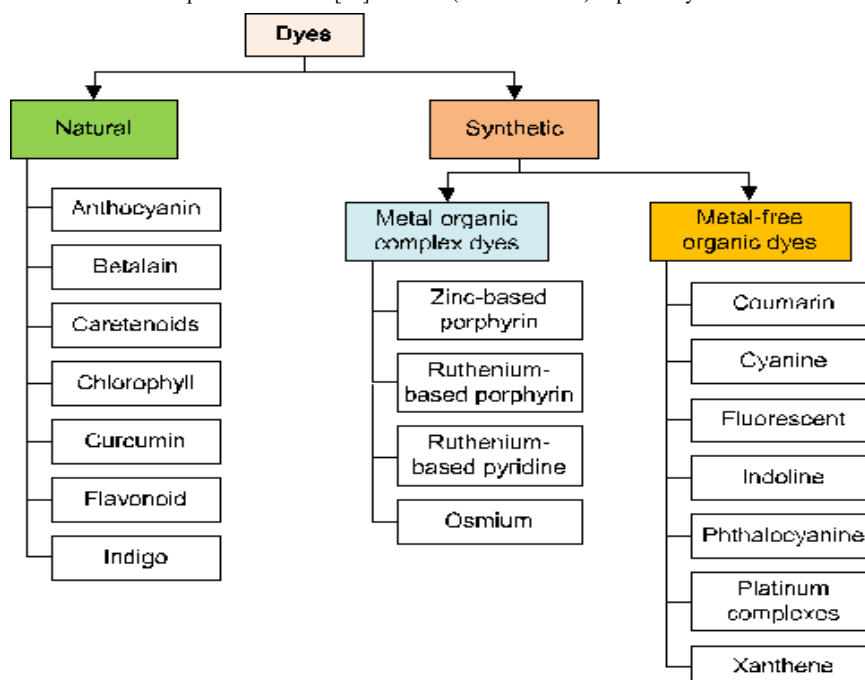 Dyes
Natural
Synthetic
Anthocyanin
Betalain
Caretenoids
Chlorophyll
Curcumin
Flavonoid
Indigo
Metal organic
complex dyes
Zinc-based
porphyrin
Ruthenium-
based porphyrin
Ruthenium-
based pyridine
Osmium
Metal-free
organic dyes
Coumarin
Cyanine
Fluorescent
Indoline
Phthalocyanine
Platinum
complexes
Xanthene